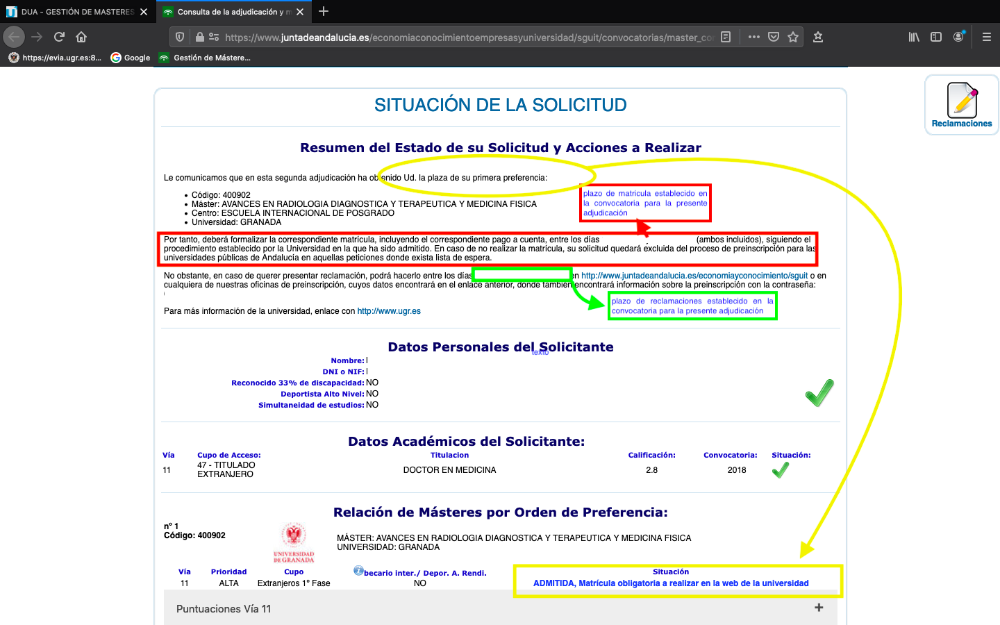 DUA - GESTIÓN DE MASTERES
Consulta de la adjudicación y m
https://www.juntadeandalucia.es/economiaconocimientoempresasyuniversidad/sguit/convocatorias/master_con
https://evia.ugr.es:8...
Google
Gestión de Mástere...
SITUACIÓN DE LA SOLICITUD
Reclamaciones
Resumen del Estado de su Solicitud y Acciones a Realizar
Le comunicamos que en esta segunda adjudicación ha obtenido Ud. la plaza de su primera preferencia:
• Código: 400902
• Máster: AVANCES EN RADIOLOGIA DIAGNOSTICA Y TERAPEUTICA Y MEDICINA FISICA
• Centro: ESCUELA INTERNACIONAL DE POSGRADO
• Universidad: GRANADA
plazo de matricula establecido en
la convocatoria para la presente
adjudicación
Por tanto, deberá formalizar la correspondiente matrícula, incluyendo el correspondiente pago a cuenta, entre los días (ambos incluidos), siguiendo el
procedimiento establecido por la Universidad en la que ha sido admitido. En caso de no realizar la matrícula, su solicitud quedará excluida del proceso de preinscripción para las
universidades públicas de Andalucía en aquellas peticiones donde exista lista de espera.
No obstante, en caso de querer presentar reclamación, podrá hacerlo entre los días en http://www.juntadeandalucia.es/economiayconocimiento/sguit o en
cualquiera de nuestras oficinas de preinscripción, cuyos datos encontrará en el enlace anterior, donde también encontrará información sobre la preinscripción con la contraseña:
plazo de reclamaciones establecido en la
convocatoria para la presente adjudicación
Para más información de la universidad, enlace con http://www.ugr.es
Datos Personales del Solicitante
texto
Nombre:
DNI o NIF:
Reconocido 33% de discapacidad: NO
Deportista Alto Nivel: NO
Simultaneidad de estudios: NO
Datos Académicos del Solicitante:
Vía Cupo de Acceso: Titulacion Calificación: Convocatoria: Situación:
11 47 - TITULADO EXTRANJERO DOCTOR EN MEDICINA 2.8 2018
Relación de Másteres por Orden de Preferencia:
nº 1
Código: 400902
UNIVERSIDAD
DE GRANADA
MÁSTER: AVANCES EN RADIOLOGIA DIAGNOSTICA Y TERAPEUTICA Y MEDICINA FISICA
UNIVERSIDAD: GRANADA
Vía Prioridad Cupo becario inter./ Depor. A. Rendi. Situación
11 ALTA Extranjeros 1º Fase NO ADMITIDA, Matrícula obligatoria a realizar en la web de la universidad
Puntuaciones Vía 11 +